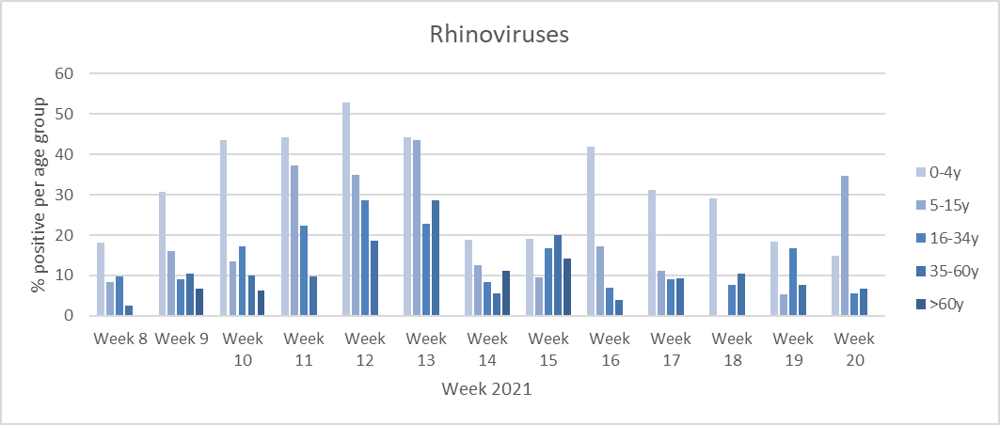 Rhinoviruses
% positive per age group
60
50
40
30
20
10
0
Week 8
Week 9
Week
10
Week
11
Week
12
Week
13
Week
14
Week
15
Week
16
Week
17
Week
18
Week
19
Week
20
Week 2021
0-4y
5-15y
16-34y
35-60y
>60y